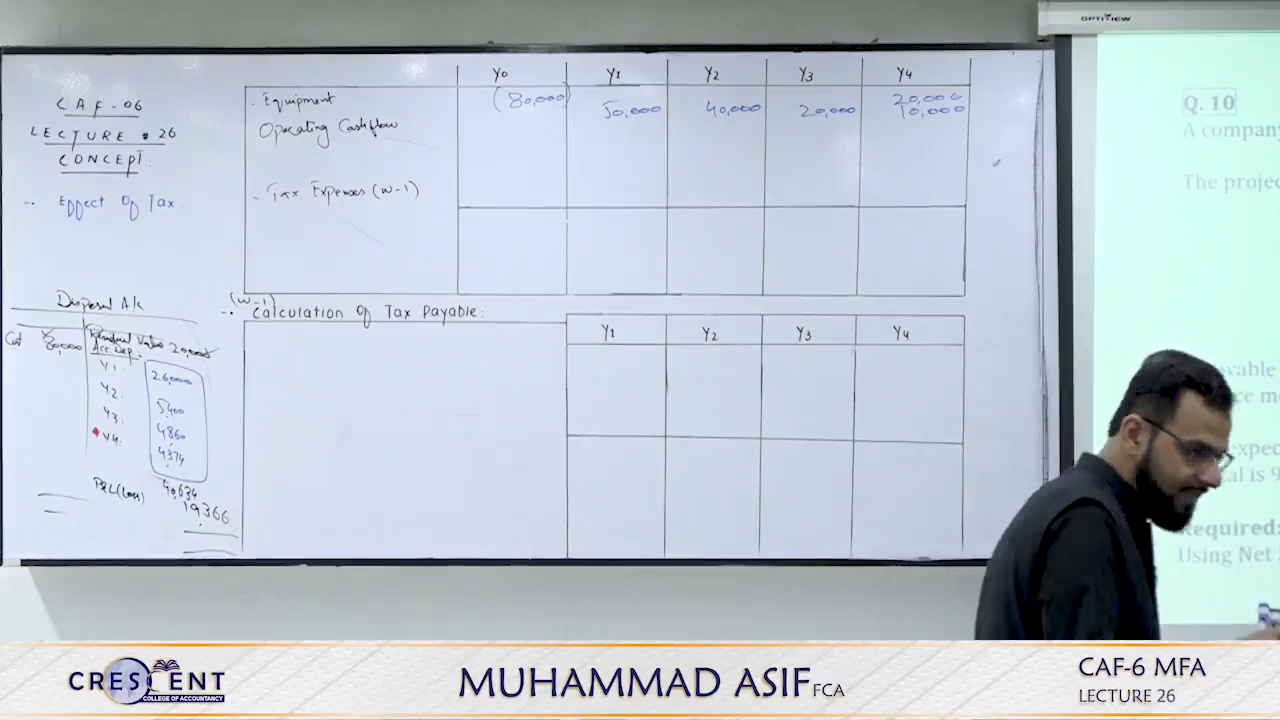 CAF-06
LECTURE # 26
CONCEPT:
Effect Of Tax.
Y0 Y1 Y2 Y3 Y4
Equipment (80,000) 20,000
Operating Cashflow 50,000 40,000 20,000 10,000
Tax Expenses (W-1)
(W-1)
Calculation Of Tax Payable:
Y1 Y2 Y3 Y4
Disposal A/c
Cost 80,000 Residual Value 20,000
Acc Dep:
Y1: 26,000
Y2: 5,400
Y3: 4860
Y4: 4374
40,634
P&L (Loss) 19,366
OPTIVIEW
Q. 10
A company
The projec
Required:
Using Net
CRESCENT
COLLEGE OF ACCOUNTANCY
MUHAMMAD ASIF FCA
CAF-6 MFA
LECTURE 26